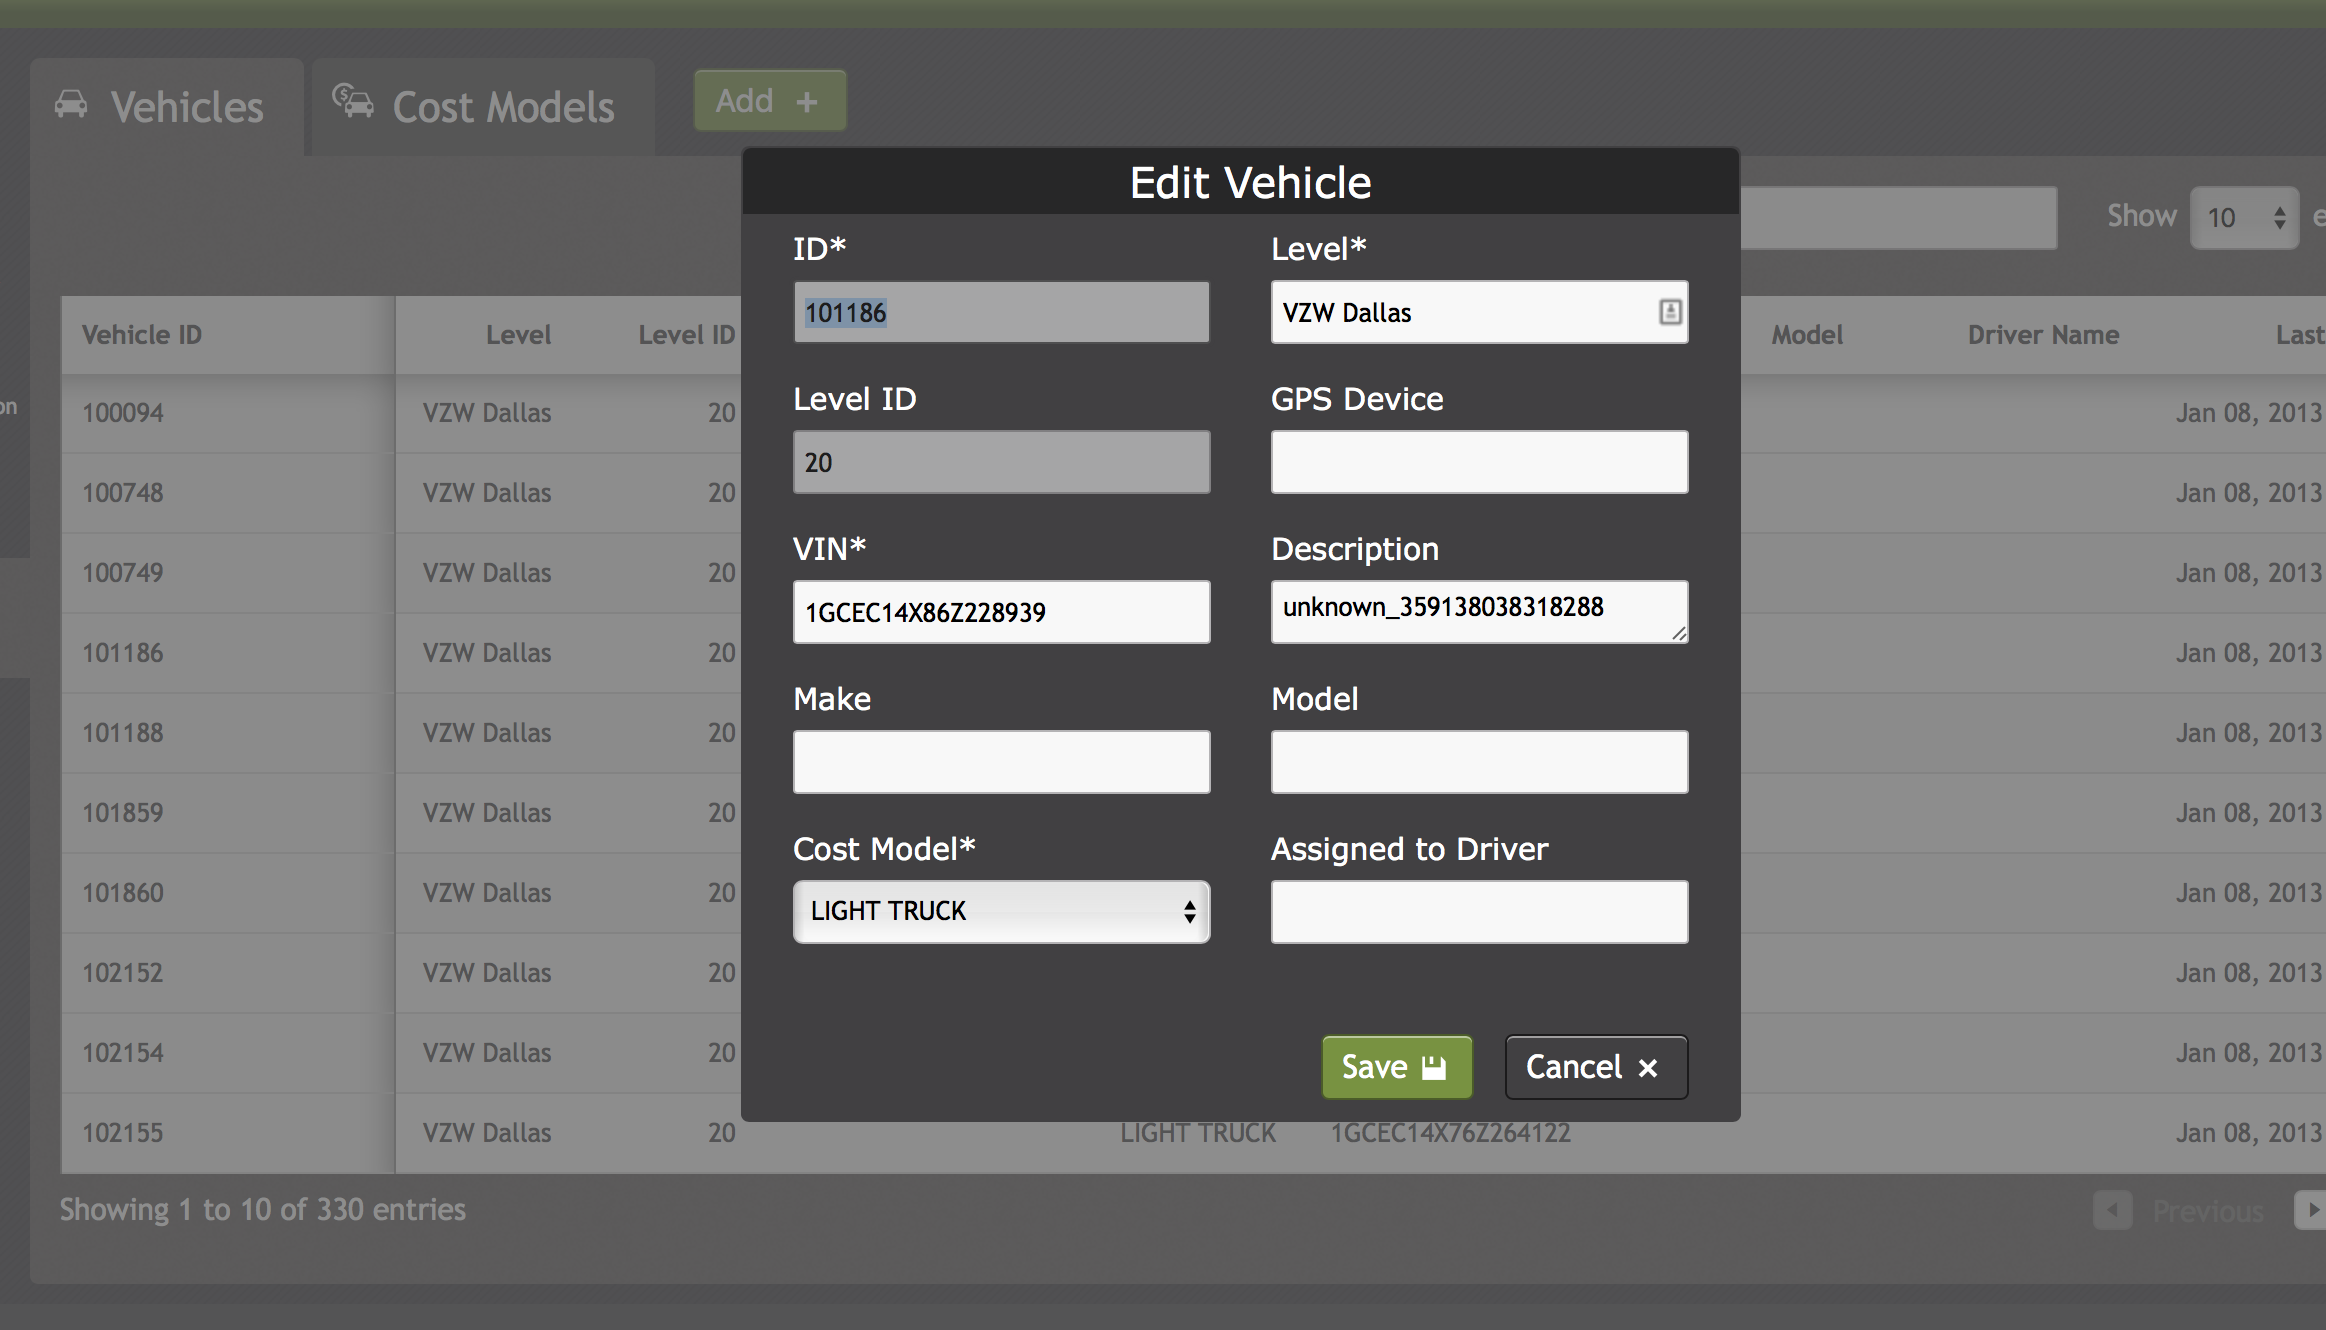 Vehicles Cost Models Add +
Edit Vehicle
Show 10
ID* Level*
101186 VZW Dallas
Vehicle ID Level Level ID Model Driver Name Last
Level ID GPS Device
on
100094 VZW Dallas 20 Jan 08, 2013
20
100748 VZW Dallas 20 Jan 08, 2013
VIN* Description
100749 VZW Dallas 20 Jan 08, 2013
1GCEC14X86Z228939 unknown_359138038318288
101186 VZW Dallas 20 Jan 08, 2013
Make Model
101188 VZW Dallas 20 Jan 08, 2013
101859 VZW Dallas 20 Jan 08, 2013
Cost Model* Assigned to Driver
101860 VZW Dallas 20 Jan 08, 2013
LIGHT TRUCK
102152 VZW Dallas 20 Jan 08, 2013
102154 VZW Dallas 20 Jan 08, 2013
Save Cancel
102155 VZW Dallas 20 LIGHT TRUCK 1GCEC14X76Z264122 Jan 08, 2013
Showing 1 to 10 of 330 entries Previous